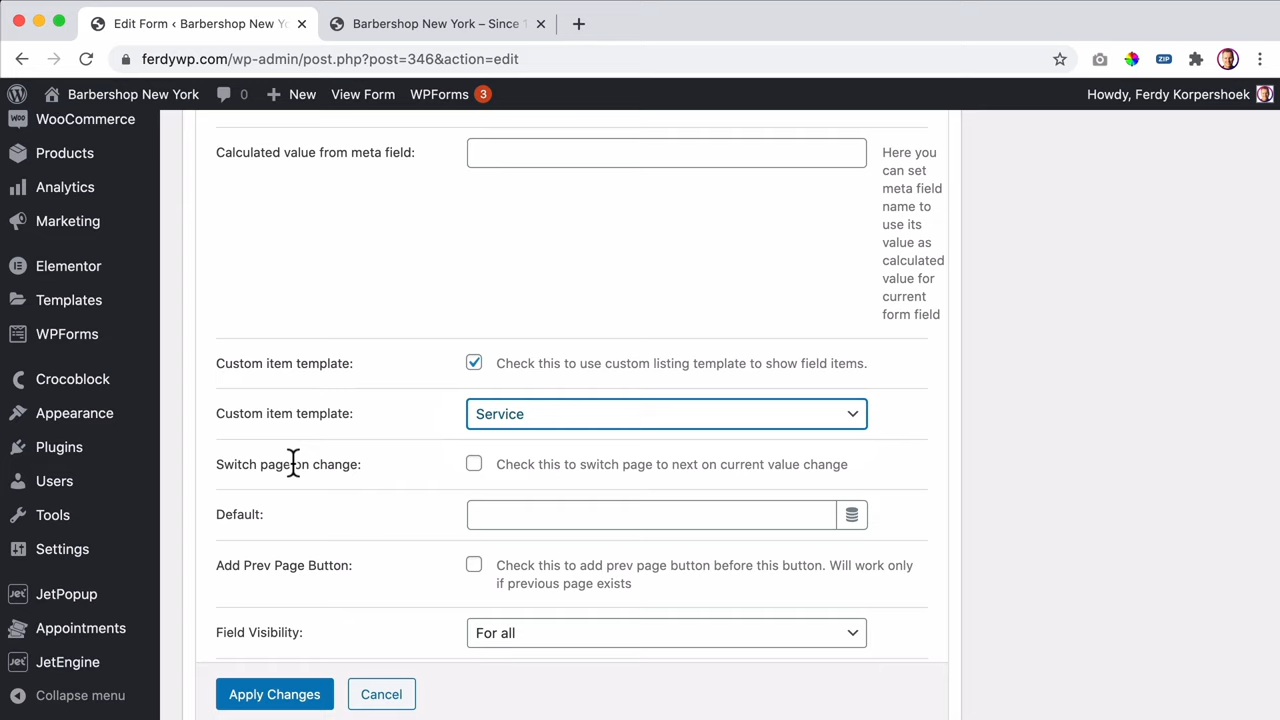 Edit Form ‹ Barbershop New Yo
Barbershop New York – Since 1
ferdywp.com/wp-admin/post.php?post=346&action=edit
ZIP
Barbershop New York
0
New
View Form
WPForms 3
Howdy, Ferdy Korpershoek
WooCommerce
Products
Analytics
Marketing
Elementor
Templates
WPForms
Crocoblock
Appearance
Plugins
Users
Tools
Settings
JetPopup
Appointments
JetEngine
Collapse menu
Calculated value from meta field:
Here you
can set
meta field
name to
use its
value as
calculated
value for
current
form field
Custom item template:
Check this to use custom listing template to show field items.
Custom item template:
Service
Switch page on change:
Check this to switch page to next on current value change
Default:
Add Prev Page Button:
Check this to add prev page button before this button. Will work only
if previous page exists
Field Visibility:
For all
Apply Changes
Cancel